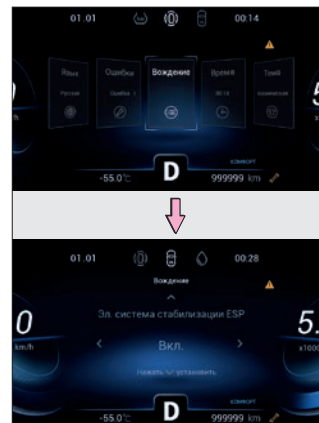 01.01 00:14
Язык Ошибки Вождение Время Темы
Русский Ошибка 00:14
km/h
5.
КОМФОРТ
-55.0°C D 999999 km
01.01 00:28
Вождение
Эл. система стабилизации ESP
0 5.
km/h Вкл. x1000
Нажать установить
КОМФОРТ
-55.0°C D 999999 km